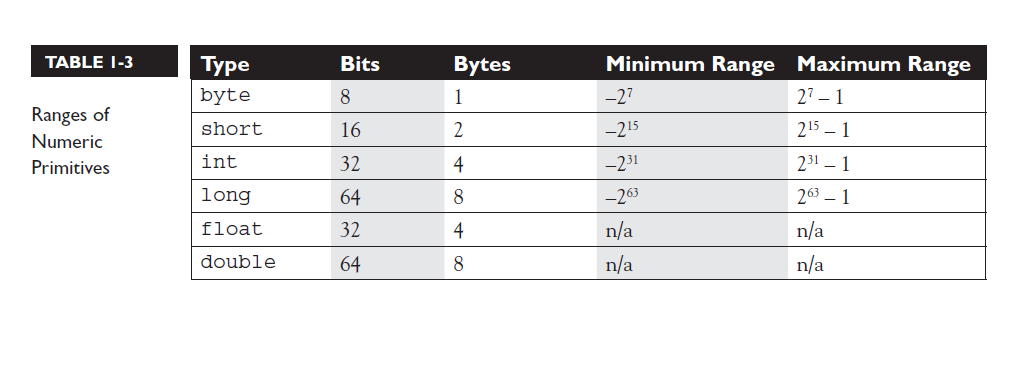 TABLE 1-3
Ranges of
Numeric
Primitives
Type Bits Bytes Minimum Range Maximum Range
byte 8 1 –2⁷ 2⁷ – 1
short 16 2 –2¹⁵ 2¹⁵ – 1
int 32 4 –2³¹ 2³¹ – 1
long 64 8 –2⁶³ 2⁶³ – 1
float 32 4 n/a n/a
double 64 8 n/a n/a